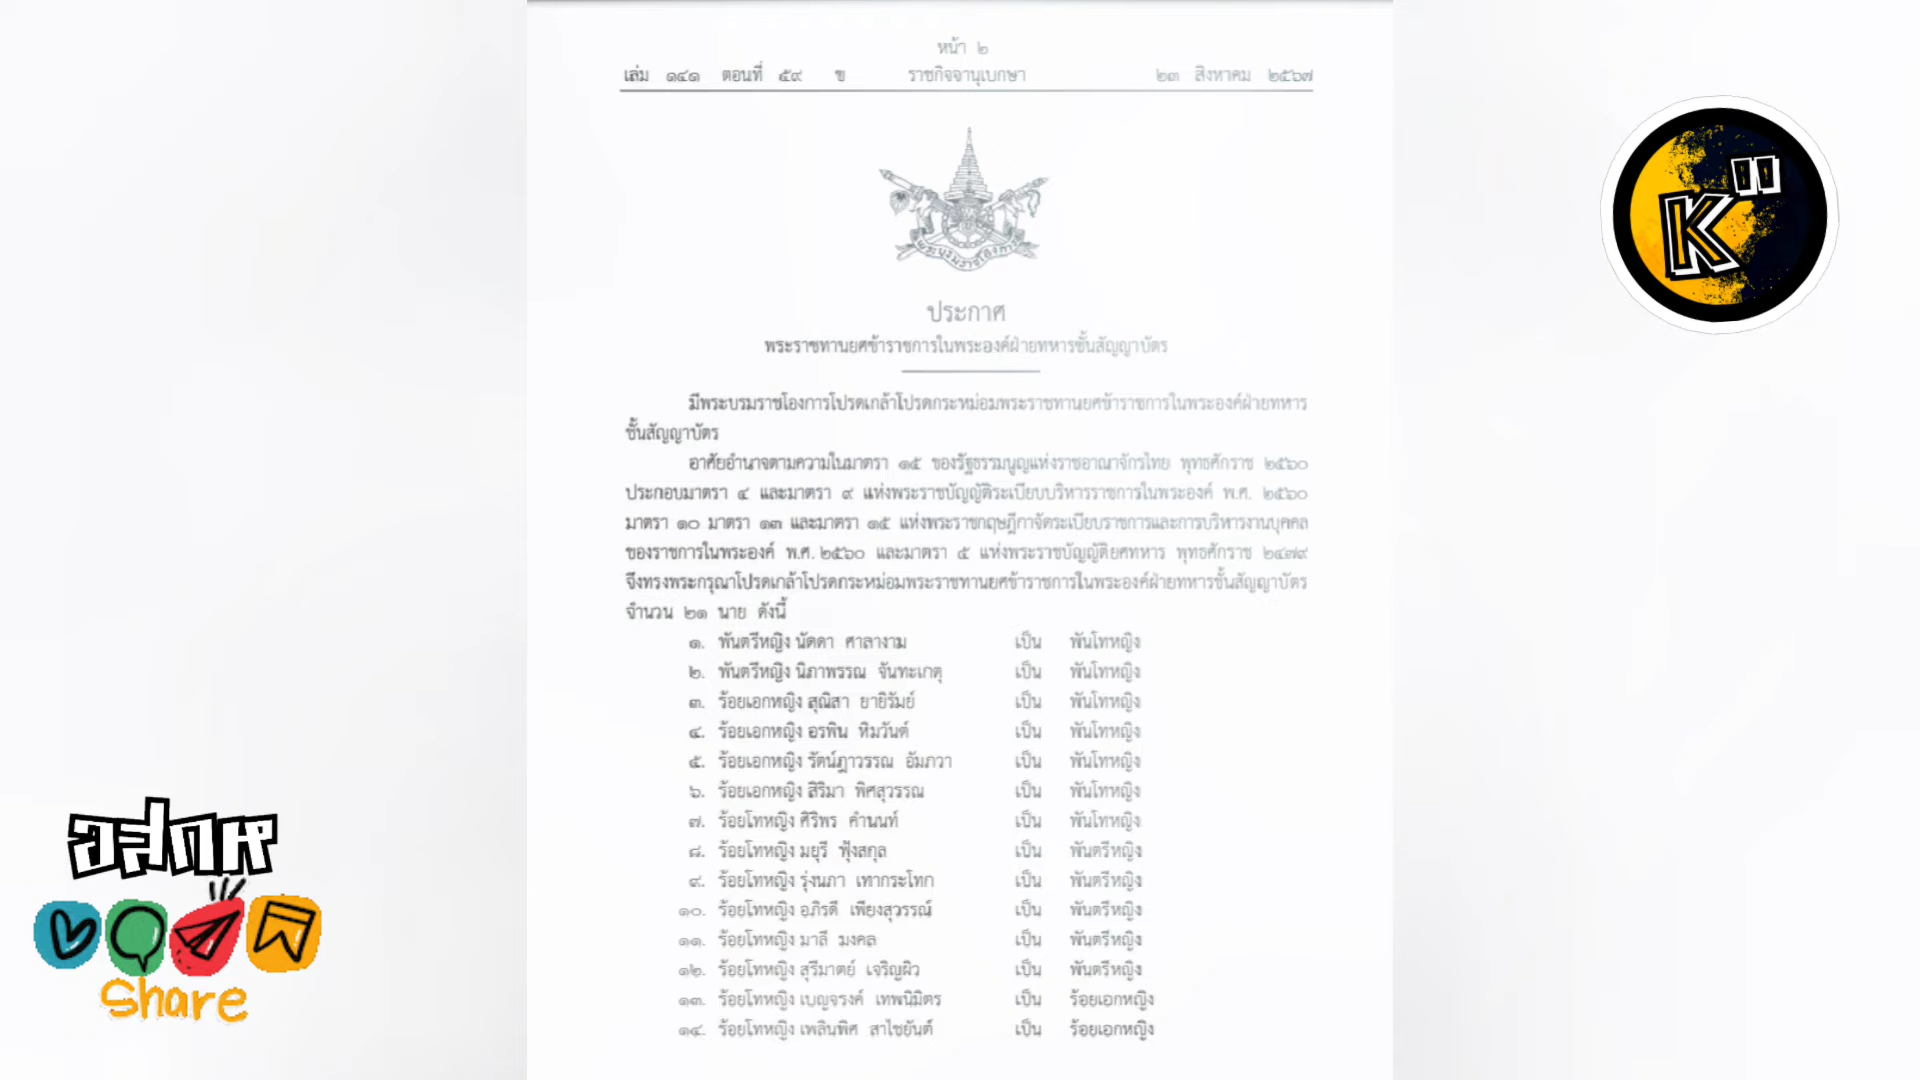 หน้า ๒
เล่ม ๑๔๑ ตอนที่ ๕๙ ข ราชกิจจานุเบกษา ๒๓ สิงหาคม ๒๕๖๗
พระบรมราชโองการ
ประกาศ
พระราชทานยศข้าราชการในพระองค์ฝ่ายทหารชั้นสัญญาบัตร
มีพระบรมราชโองการโปรดเกล้าโปรดกระหม่อมพระราชทานยศข้าราชการในพระองค์ฝ่ายทหาร
ชั้นสัญญาบัตร
อาศัยอำนาจตามความในมาตรา ๑๕ ของรัฐธรรมนูญแห่งราชอาณาจักรไทย พุทธศักราช ๒๕๖๐
ประกอบมาตรา ๔ และมาตรา ๙ แห่งพระราชบัญญัติระเบียบบริหารราชการในพระองค์ พ.ศ. ๒๕๖๐
มาตรา ๑๐ มาตรา ๑๓ และมาตรา ๑๕ แห่งพระราชกฤษฎีกาจัดระเบียบราชการและการบริหารงานบุคคล
ของราชการในพระองค์ พ.ศ. ๒๕๖๐ และมาตรา ๕ แห่งพระราชบัญญัติยศทหาร พุทธศักราช ๒๔๗๙
จึงทรงพระกรุณาโปรดเกล้าโปรดกระหม่อมพระราชทานยศข้าราชการในพระองค์ฝ่ายทหารชั้นสัญญาบัตร
จำนวน ๒๑ นาย ดังนี้
๑. พันตรีหญิง นัดดา ศาลางาม เป็น พันโทหญิง
๒. พันตรีหญิง นิภาพรรณ จันทะเกตุ เป็น พันโทหญิง
๓. ร้อยเอกหญิง สุณิสา ยายิรัมย์ เป็น พันโทหญิง
๔. ร้อยเอกหญิง อรพิน หิมวันต์ เป็น พันโทหญิง
๕. ร้อยเอกหญิง รัตน์ฎาวรรณ อัมภวา เป็น พันโทหญิง
๖. ร้อยเอกหญิง สิริมา พิศสุวรรณ เป็น พันโทหญิง
๗. ร้อยโทหญิง ศิริพร คำนนท์ เป็น พันโทหญิง
๘. ร้อยโทหญิง มยุรี ฟุ้งสกุล เป็น พันตรีหญิง
๙. ร้อยโทหญิง รุ่งนภา เทากระโทก เป็น พันตรีหญิง
๑๐. ร้อยโทหญิง อภิรดี เพียงสุวรรณ์ เป็น พันตรีหญิง
๑๑. ร้อยโทหญิง มาลี มงคล เป็น พันตรีหญิง
๑๒. ร้อยโทหญิง สุรีมาตย์ เจริญผิว เป็น พันตรีหญิง
๑๓. ร้อยโทหญิง เบญจรงค์ เทพนิมิตร เป็น ร้อยเอกหญิง
๑๔. ร้อยโทหญิง เพลินพิศ สาไชยันต์ เป็น ร้อยเอกหญิง
K"
อสกห
Share